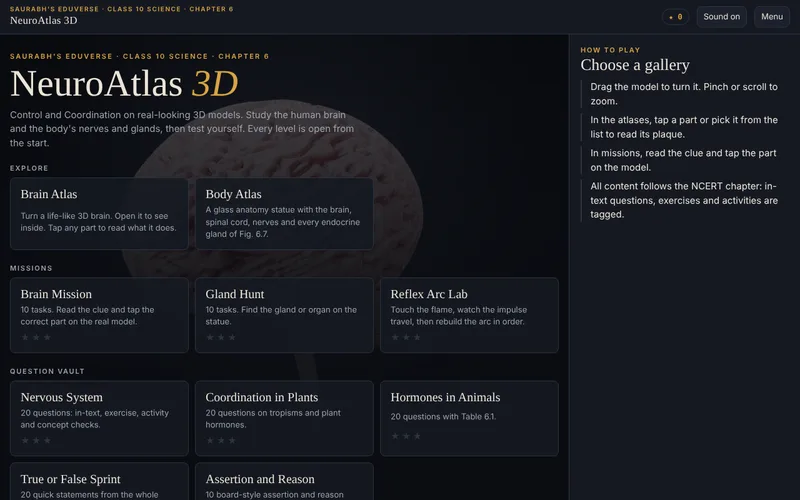 SAURABH'S EDUVERSE · CLASS 10 SCIENCE · CHAPTER 6
NeuroAtlas 3D
★ 0
Sound on
Menu
SAURABH'S EDUVERSE · CLASS 10 SCIENCE · CHAPTER 6
NeuroAtlas 3D
Control and Coordination on real-looking 3D models. Study the human brain
and the body's nerves and glands, then test yourself. Every level is open from
the start.
EXPLORE
Brain Atlas
Turn a life-like 3D brain. Open it to see
inside. Tap any part to read what it does.
Body Atlas
A glass anatomy statue with the brain,
spinal cord, nerves and every endocrine
gland of Fig. 6.7.
MISSIONS
Brain Mission
10 tasks. Read the clue and tap the
correct part on the real model.
★ ★ ★
Gland Hunt
10 tasks. Find the gland or organ on the
statue.
★ ★ ★
Reflex Arc Lab
Touch the flame, watch the impulse
travel, then rebuild the arc in order.
★ ★ ★
QUESTION VAULT
Nervous System
20 questions: in-text, exercise, activity
and concept checks.
★ ★ ★
Coordination in Plants
20 questions on tropisms and plant
hormones.
★ ★ ★
Hormones in Animals
20 questions with Table 6.1.
★ ★ ★
True or False Sprint
20 quick statements from the whole
Assertion and Reason
10 board-style assertion and reason
HOW TO PLAY
Choose a gallery
Drag the model to turn it. Pinch or scroll to
zoom.
In the atlases, tap a part or pick it from the
list to read its plaque.
In missions, read the clue and tap the part
on the model.
All content follows the NCERT chapter: in-
text questions, exercises and activities are
tagged.